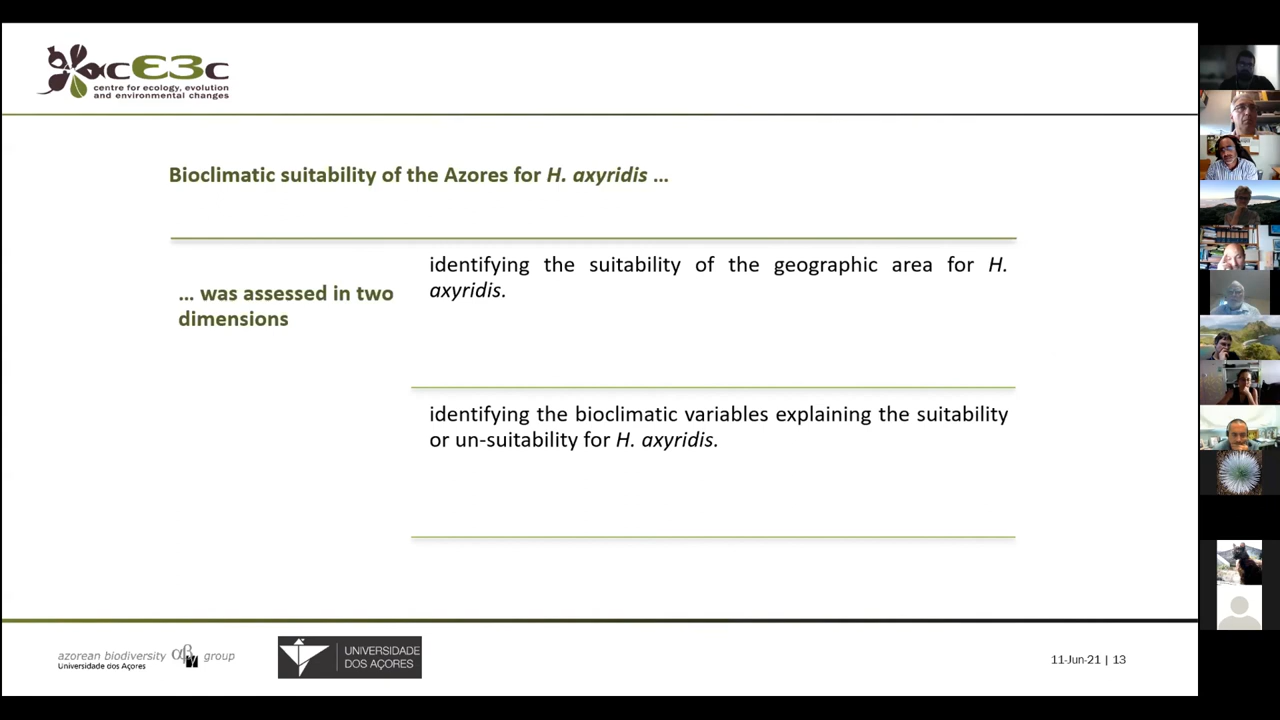 cE3c
centre for ecology, evolution
and environmental changes
Bioclimatic suitability of the Azores for H. axyridis ...
... was assessed in two
dimensions
identifying the suitability of the geographic area for H.
axyridis.
identifying the bioclimatic variables explaining the suitability
or un-suitability for H. axyridis.
azorean biodiversity αβγ group
Universidade dos Açores
UNIVERSIDADE
DOS AÇORES
11-Jun-21 | 13